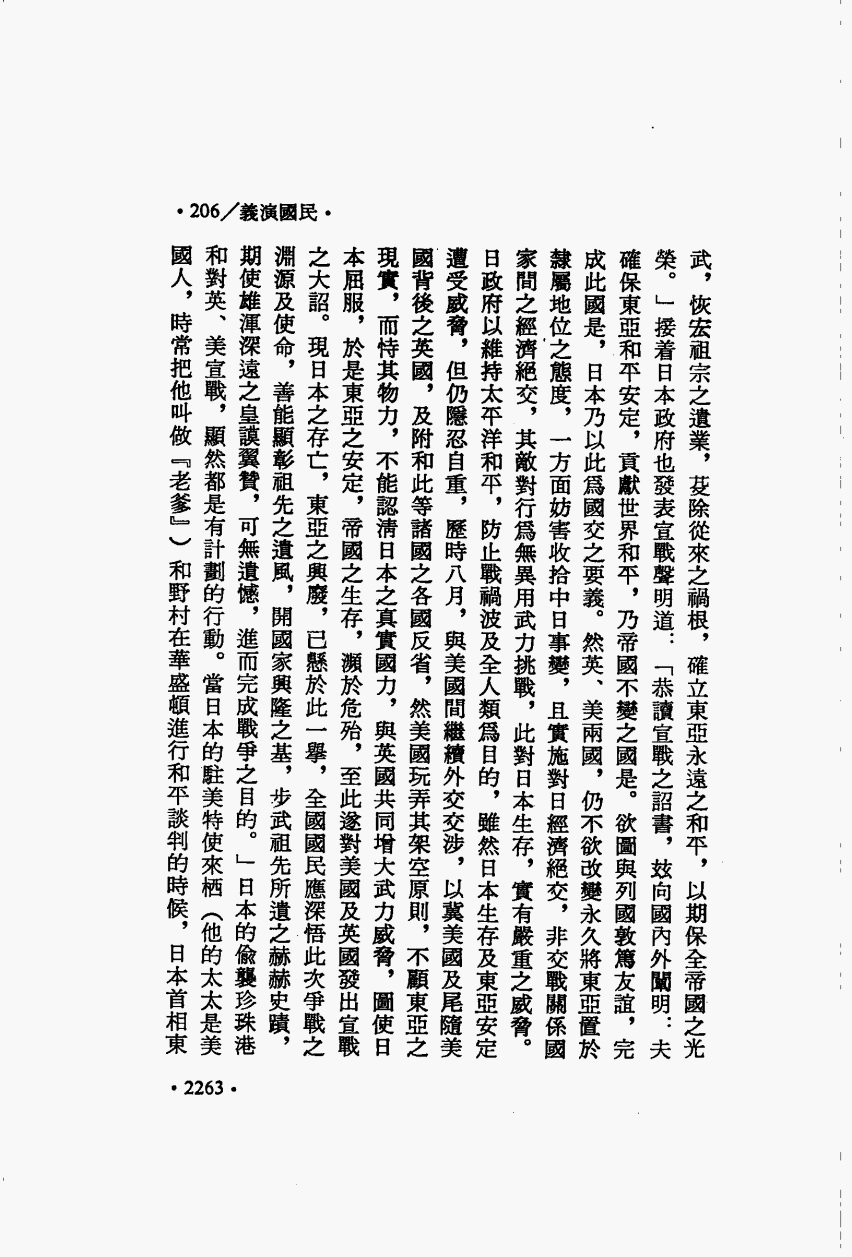 •206／義演國民•
武，恢宏祖宗之遺業，芟除從來之禍根，確立東亞永遠之和平，以期保全帝國之光
榮。」接着日本政府也發表宣戰聲明道：「恭讀宣戰之詔書，玆向國內外闡明：夫
確保東亞和平安定，貢獻世界和平，乃帝國不變之國是。欲圖與列國敦篤友誼，完
成此國是，日本乃以此爲國交之要義。然英、美兩國，仍不欲改變永久將東亞置於
隸屬地位之態度，一方面妨害收拾中日事變，且實施對日經濟絕交，非交戰關係國
家間之經濟絕交，其敵對行爲無異用武力挑戰，此對日本生存，實有嚴重之威脅。
日政府以維持太平洋和平，防止戰禍波及全人類爲目的，雖然日本生存及東亞安定
遭受威脅，但仍隱忍自重，歷時八月，與美國間繼續外交交涉，以冀美國及尾隨美
國背後之英國，及附和此等諸國之各國反省，然美國玩弄其架空原則，不顧東亞之
現實，而恃其物力，不能認淸日本之真實國力，與英國共同增大武力威脅，圖使日
本屈服，於是東亞之安定，帝國之生存，瀕於危殆，至此遂對美國及英國發出宣戰
之大詔。現日本之存亡，東亞之興廢，已懸於此一擧，全國國民應深悟此次爭戰之
淵源及使命，善能顯彰祖先之遺風，開國家興隆之基，步武祖先所遺之赫赫史蹟，
期使雄渾深遠之皇謨翼贊，可無遺憾，進而完成戰爭之目的。」日本的偸襲珍珠港
和對英、美宣戰，顯然都是有計劃的行動。當日本的駐美特使來栖（他的太太是美
國人，時常把他叫做『老爹』）和野村在華盛頓進行和平談判的時候，日本首相東
•2263•